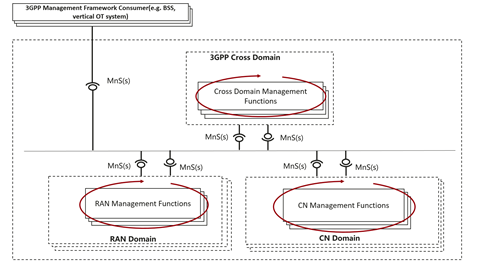 3GPP Management Framework Consumer(e.g. BSS,
vertical OT system)
MnS(s)
3GPP Cross Domain
Cross Domain Management
Functions
MnS(s)
MnS(s)
MnS(s)
MnS(s)
MnS(s)
MnS(s)
RAN Management Functions
CN Management Functions
RAN Domain
CN Domain